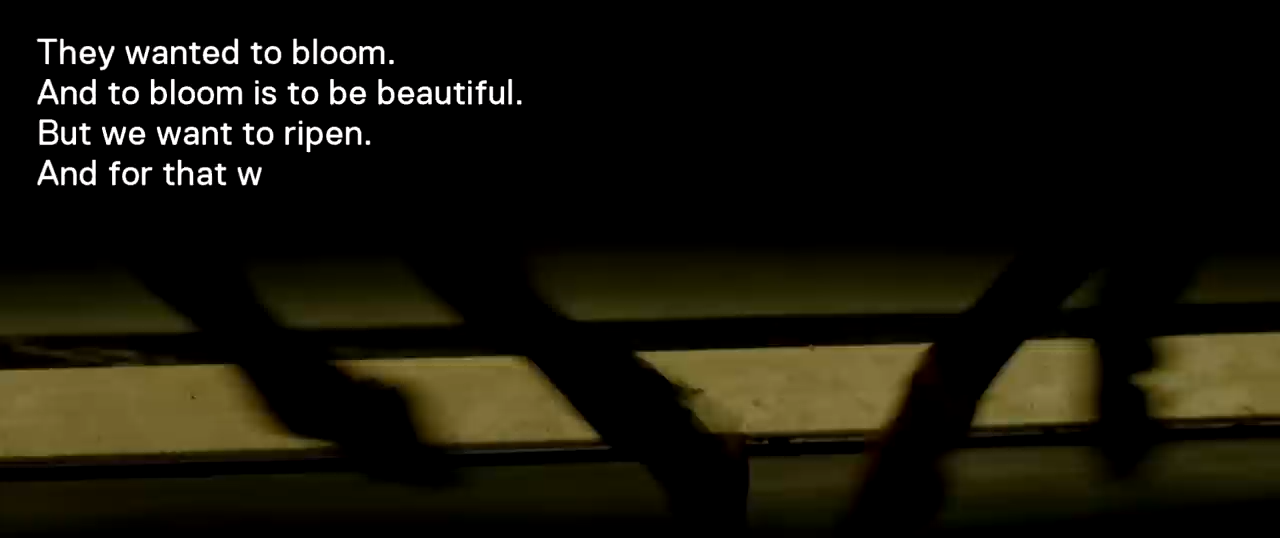 They wanted to bloom.
And to bloom is to be beautiful.
But we want to ripen.
And for that w